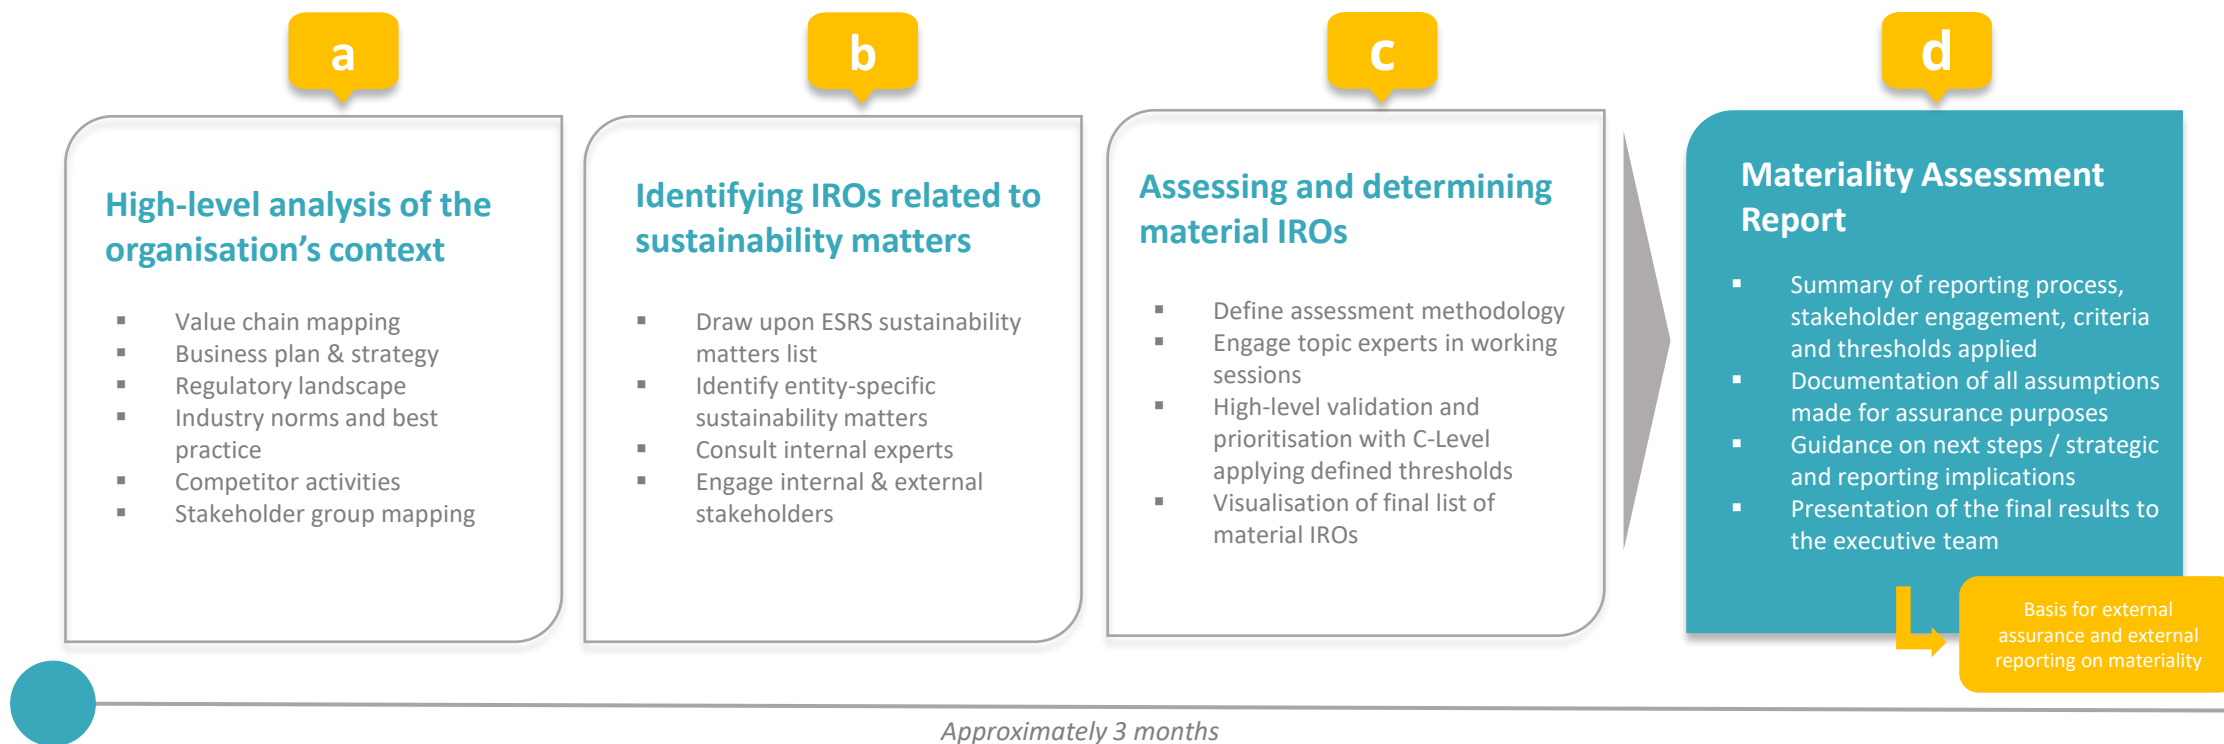 a
High-level analysis of the
organisation’s context
▪ Value chain mapping
▪ Business plan & strategy
▪ Regulatory landscape
▪ Industry norms and best
practice
▪ Competitor activities
▪ Stakeholder group mapping
b
Identifying IROs related to
sustainability matters
▪ Draw upon ESRS sustainability
matters list
▪ Identify entity-specific
sustainability matters
▪ Consult internal experts
▪ Engage internal & external
stakeholders
c
Assessing and determining
material IROs
▪ Define assessment methodology
▪ Engage topic experts in working
sessions
▪ High-level validation and
prioritisation with C-Level
applying defined thresholds
▪ Visualisation of final list of
material IROs
d
Materiality Assessment
Report
▪ Summary of reporting process,
stakeholder engagement, criteria
and thresholds applied
▪ Documentation of all assumptions
made for assurance purposes
▪ Guidance on next steps / strategic
and reporting implications
▪ Presentation of the final results to
the executive team
Basis for external
assurance and external
reporting on materiality
Approximately 3 months